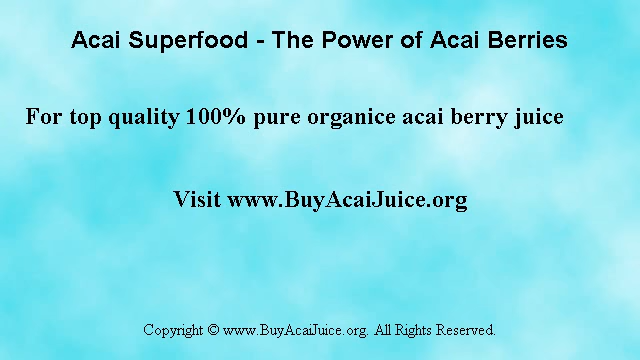 Acai Superfood - The Power of Acai Berries
For top quality 100% pure organice acai berry juice
Visit www.BuyAcaiJuice.org
Copyright © www.BuyAcaiJuice.org. All Rights Reserved.